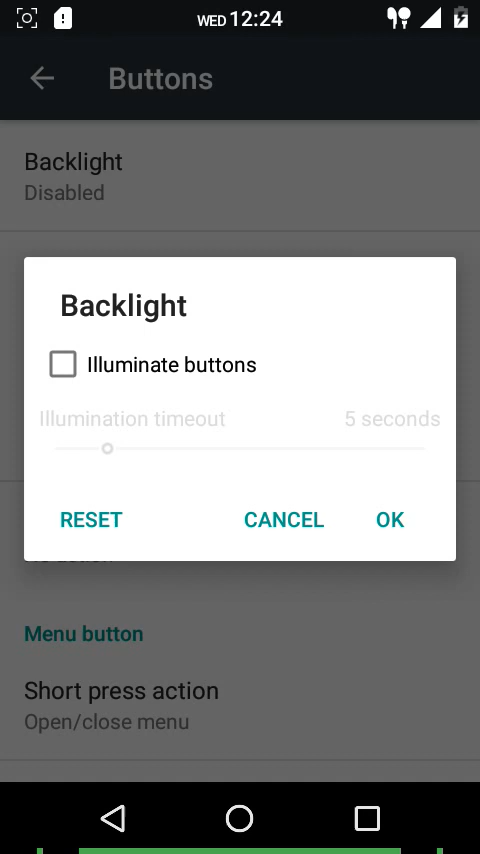 WED 12:24
Buttons
Backlight
Disabled
Backlight
Illuminate buttons
Illumination timeout 5 seconds
RESET CANCEL OK
Menu button
Short press action
Open/close menu